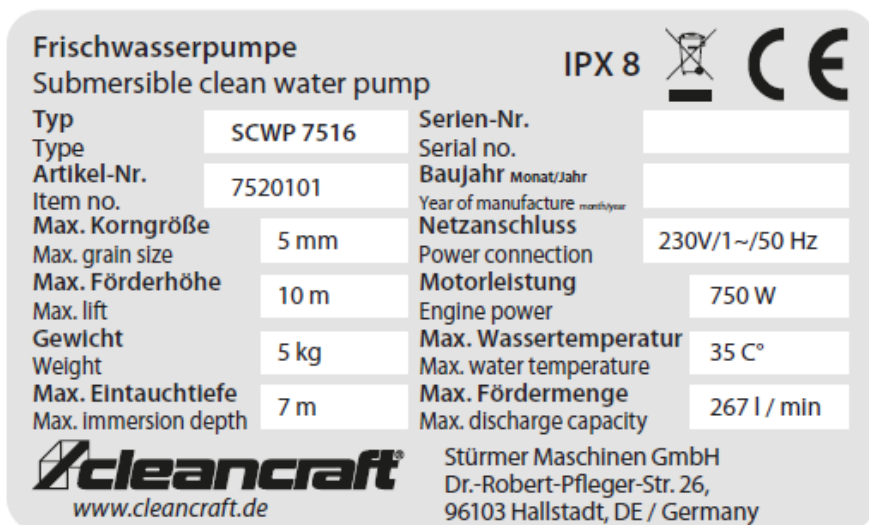 Frischwasserpumpe
Submersible clean water pump
IPX 8
CE
Typ
Type
SCWP 7516
Serien-Nr.
Serial no.
Artikel-Nr.
Item no.
7520101
Baujahr Monat/Jahr
Year of manufacture month/year
Max. Korngröße
Max. grain size
5 mm
Netzanschluss
Power connection
230V/1~/50 Hz
Max. Förderhöhe
Max. lift
10 m
Motorleistung
Engine power
750 W
Gewicht
Weight
5 kg
Max. Wassertemperatur
Max. water temperature
35 C°
Max. Eintauchtiefe
Max. immersion depth
7 m
Max. Fördermenge
Max. discharge capacity
267 l / min
cleancraft®
www.cleancraft.de
Stürmer Maschinen GmbH
Dr.-Robert-Pfleger-Str. 26,
96103 Hallstadt, DE / Germany